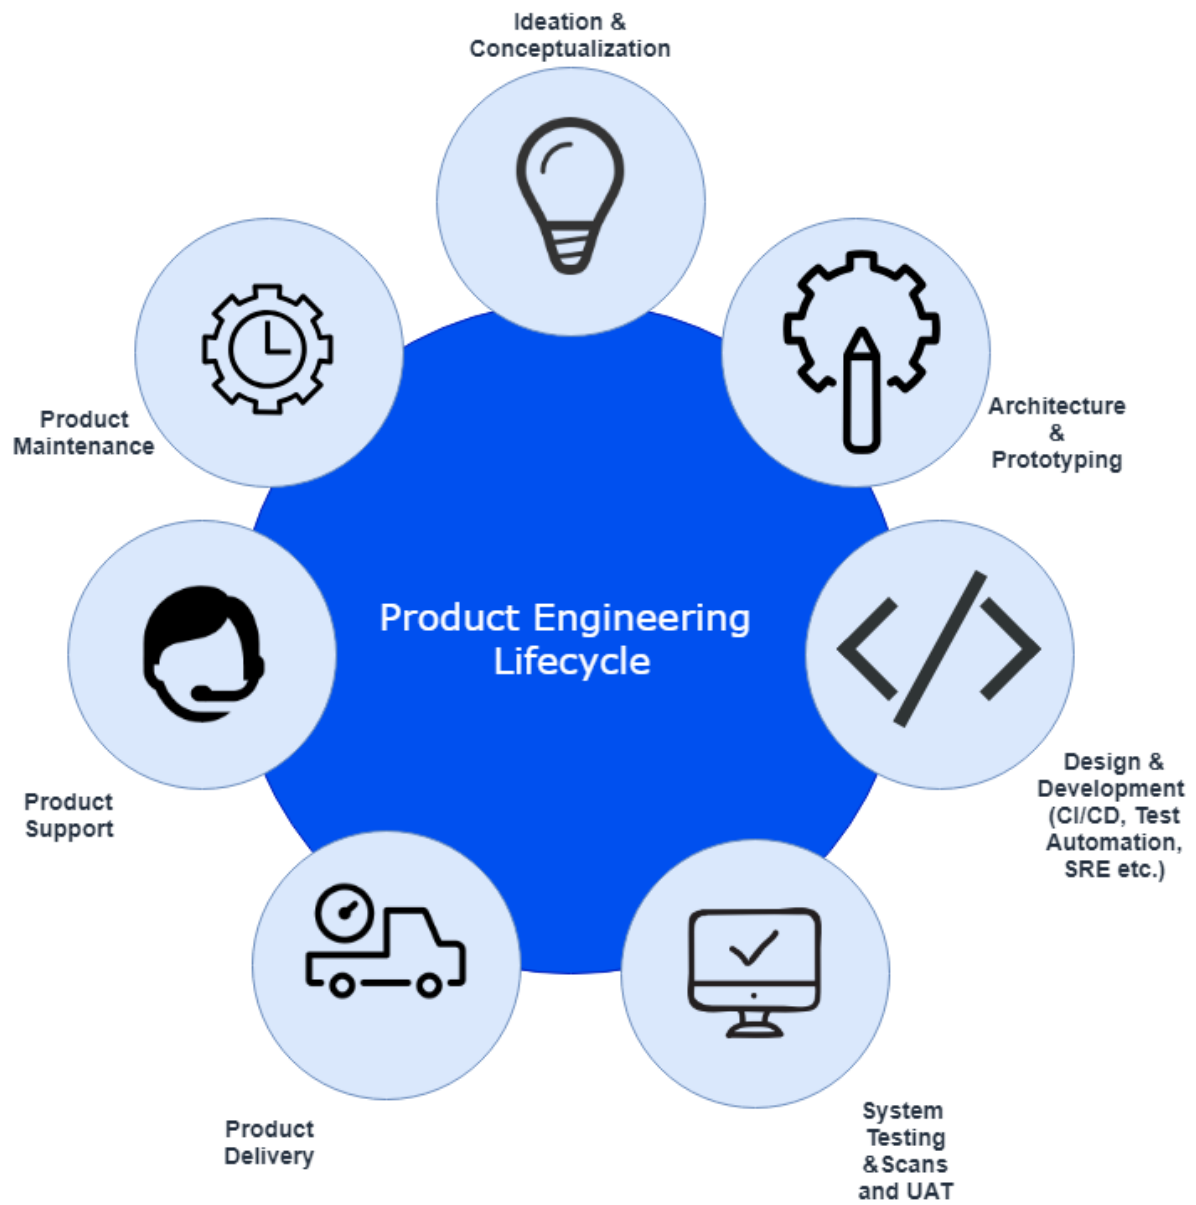 Ideation &
Conceptualization
Architecture
&
Prototyping
Design &
Development
(CI/CD, Test
Automation,
SRE etc.)
System
Testing
&Scans
and UAT
Product
Delivery
Product
Support
Product
Maintenance
Product Engineering
Lifecycle